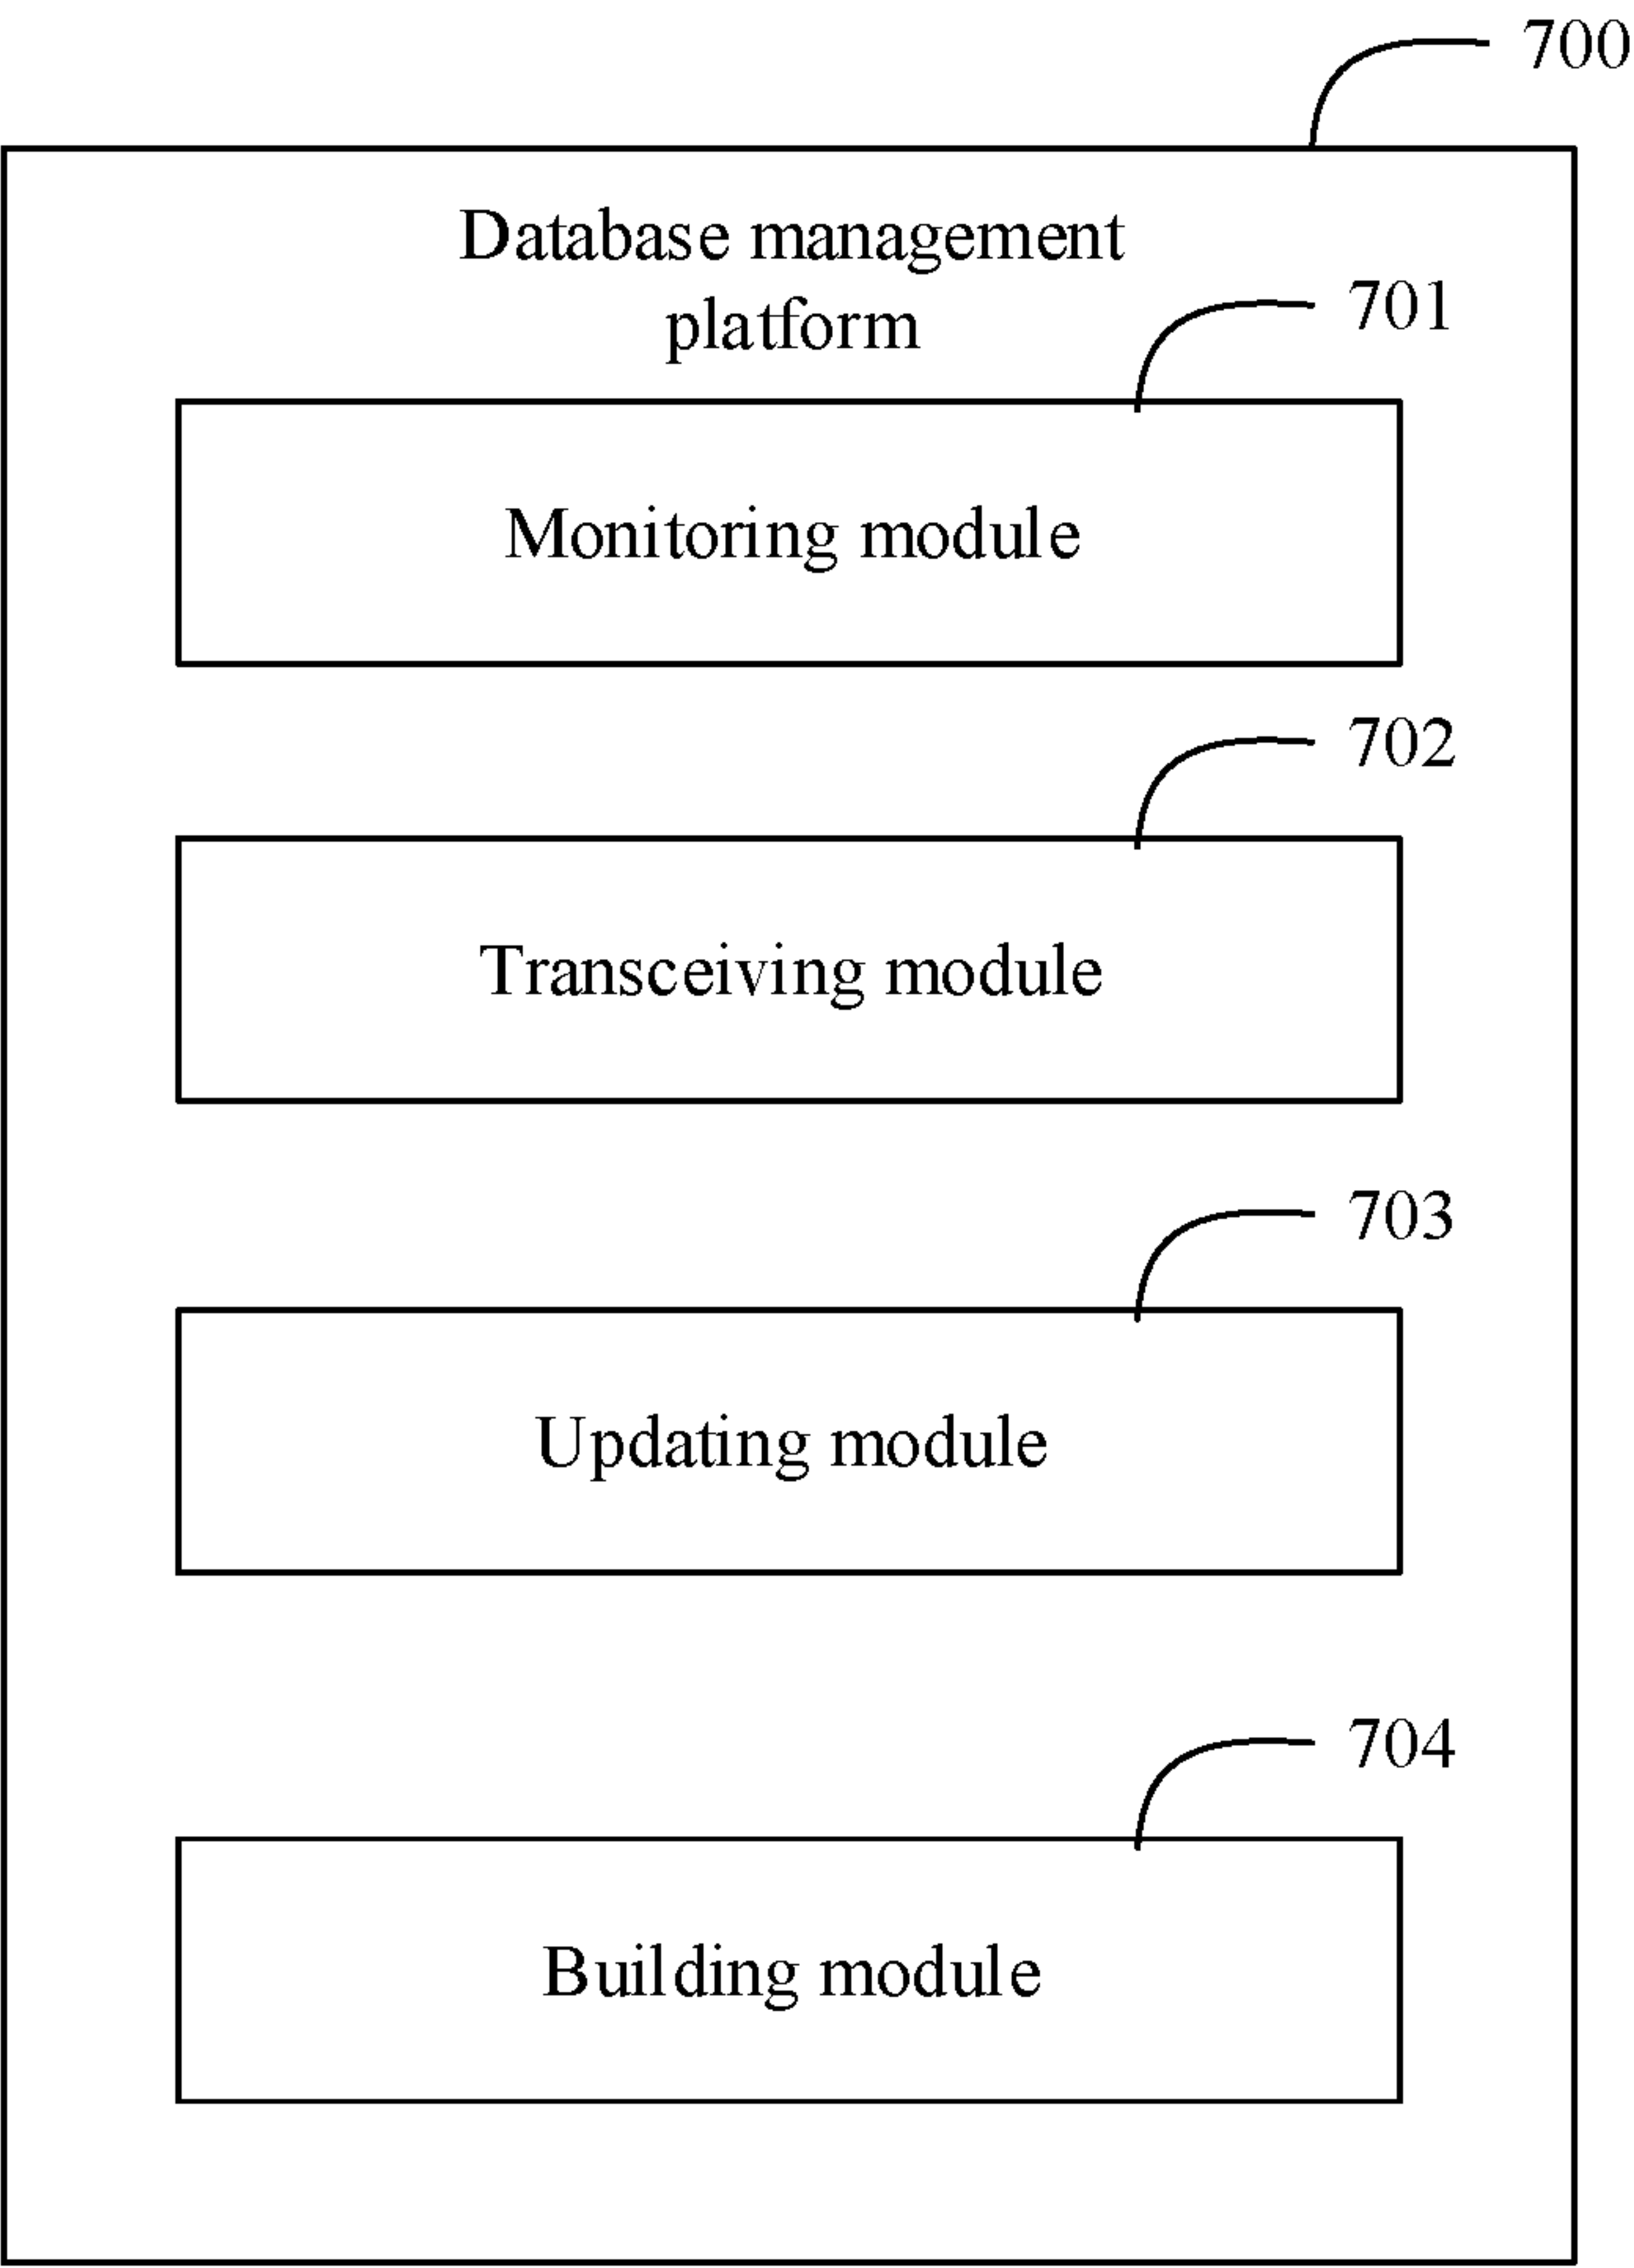 700
Database management
platform
701
Monitoring module
702
Transceiving module
703
Updating module
704
Building module